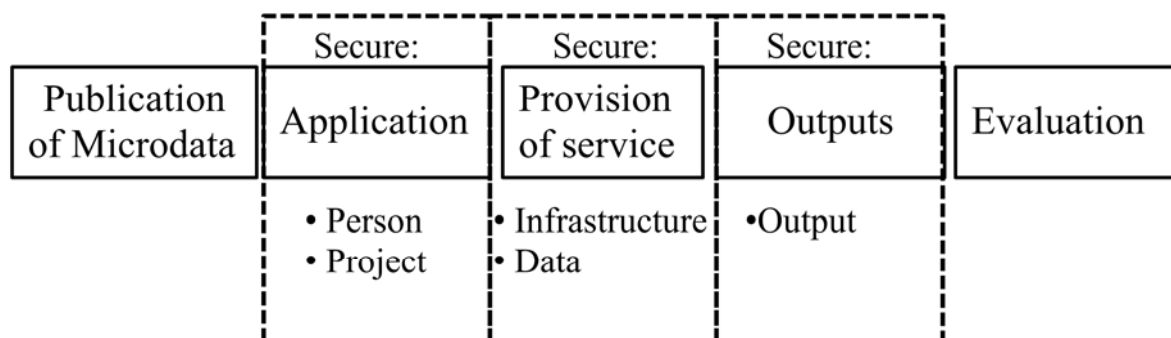 Secure:
Secure:
Secure:
Publication
of Microdata
Application
Provision
of service
Outputs
Evaluation
• Person
• Project
• Infrastructure
• Data
•Output